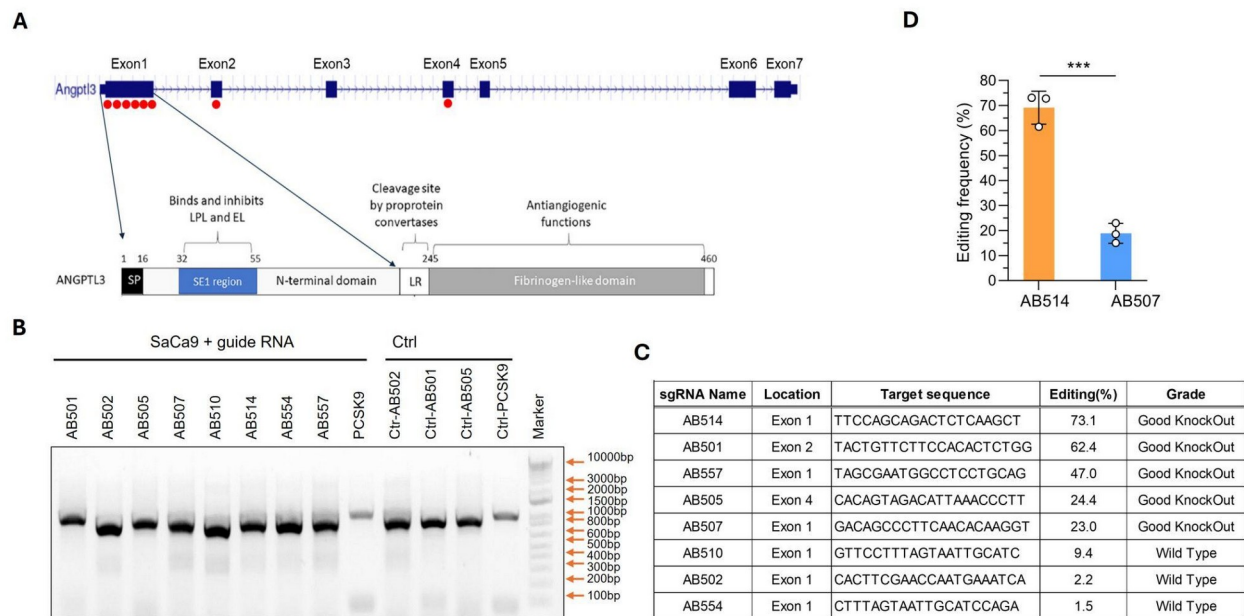 A
Exon1 Exon2 Exon3 Exon4 Exon5 Exon6 Exon7
Angptl3
Binds and inhibits
LPL and EL
Cleavage site
by proprotein
convertases
Antiangiogenic
functions
1 16 32 55 245 460
ANGPTL3 SP SE1 region N-terminal domain LR Fibrinogen-like domain
B
SaCa9 + guide RNA Ctrl
AB501 AB502 AB505 AB507 AB510 AB514 AB554 AB557 PCSK9 Ctr-AB502 Ctrl-AB501 Ctrl-AB505 Ctrl-PCSK9 Marker
10000bp
3000bp
2000bp
1500bp
1000bp
800bp
600bp
500bp
400bp
300bp
200bp
100bp
D
***
Editing frequency (%)
80
70
60
50
40
30
20
10
0
AB514 AB507
C
sgRNA Name Location Target sequence Editing(%) Grade
AB514 Exon 1 TTCCAGCAGACTCTCAAGCT 73.1 Good KnockOut
AB501 Exon 2 TACTGTTCTTCCACACTCTGG 62.4 Good KnockOut
AB557 Exon 1 TAGCGAATGGCCTCCTGCAG 47.0 Good KnockOut
AB505 Exon 4 CACAGTAGACATTAAACCCTT 24.4 Good KnockOut
AB507 Exon 1 GACAGCCCTTCAACACAAGGT 23.0 Good KnockOut
AB510 Exon 1 GTTCCTTTAGTAATTGCATC 9.4 Wild Type
AB502 Exon 1 CACTTCGAACCAATGAAATCA 2.2 Wild Type
AB554 Exon 1 CTTTAGTAATTGCATCCAGA 1.5 Wild Type